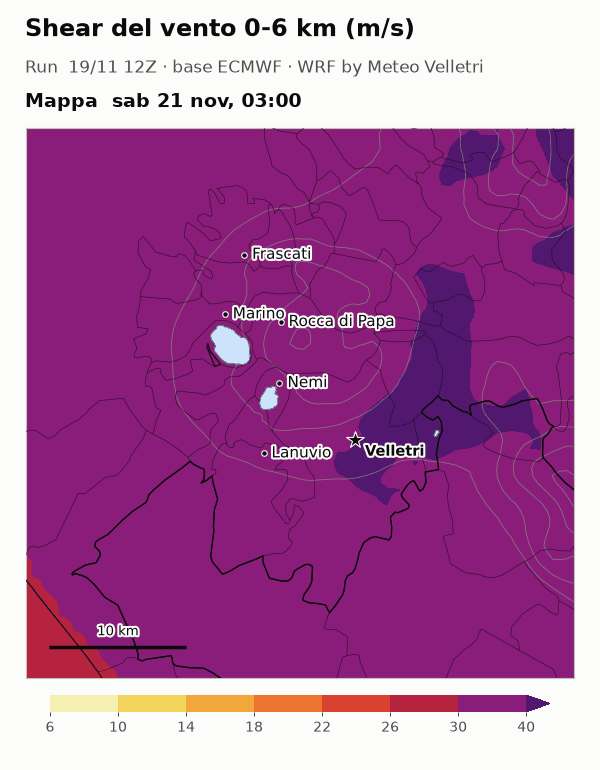 Shear del vento 0-6 km (m/s)
Run  19/11 12Z · base ECMWF · WRF by Meteo Velletri
Mappa  sab 21 nov, 03:00
Frascati
Marino
Rocca di Papa
Nemi
Velletri
Lanuvio
10 km
6 10 14 18 22 26 30 40